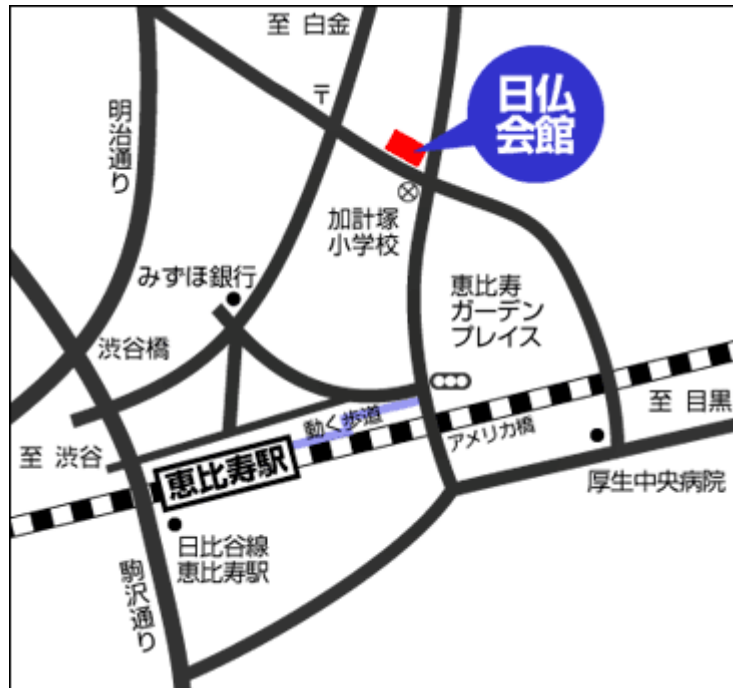 至 白金
〒
日仏
会館
明治通り
加計塚
小学校
みずほ銀行
恵比寿
ガーデン
プレイス
渋谷橋
至 目黒
動く歩道
アメリカ橋
至 渋谷
恵比寿駅
厚生中央病院
日比谷線
恵比寿駅
駒沢通り